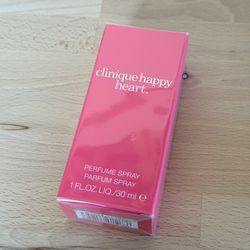 clinique happy
heart.
PERFUME SPRAY
PARFUM SPRAY
1 FL.OZ.LIQ./30 ml e